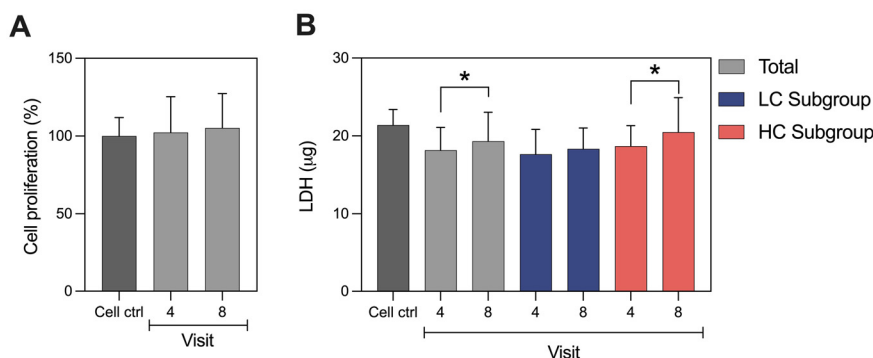 A
Cell proliferation (%)
150
100
50
0
Cell ctrl 4 8
Visit
B
LDH (μg)
30
20
10
0
* *
Cell ctrl 4 8 4 8 4 8
Visit
Total
LC Subgroup
HC Subgroup